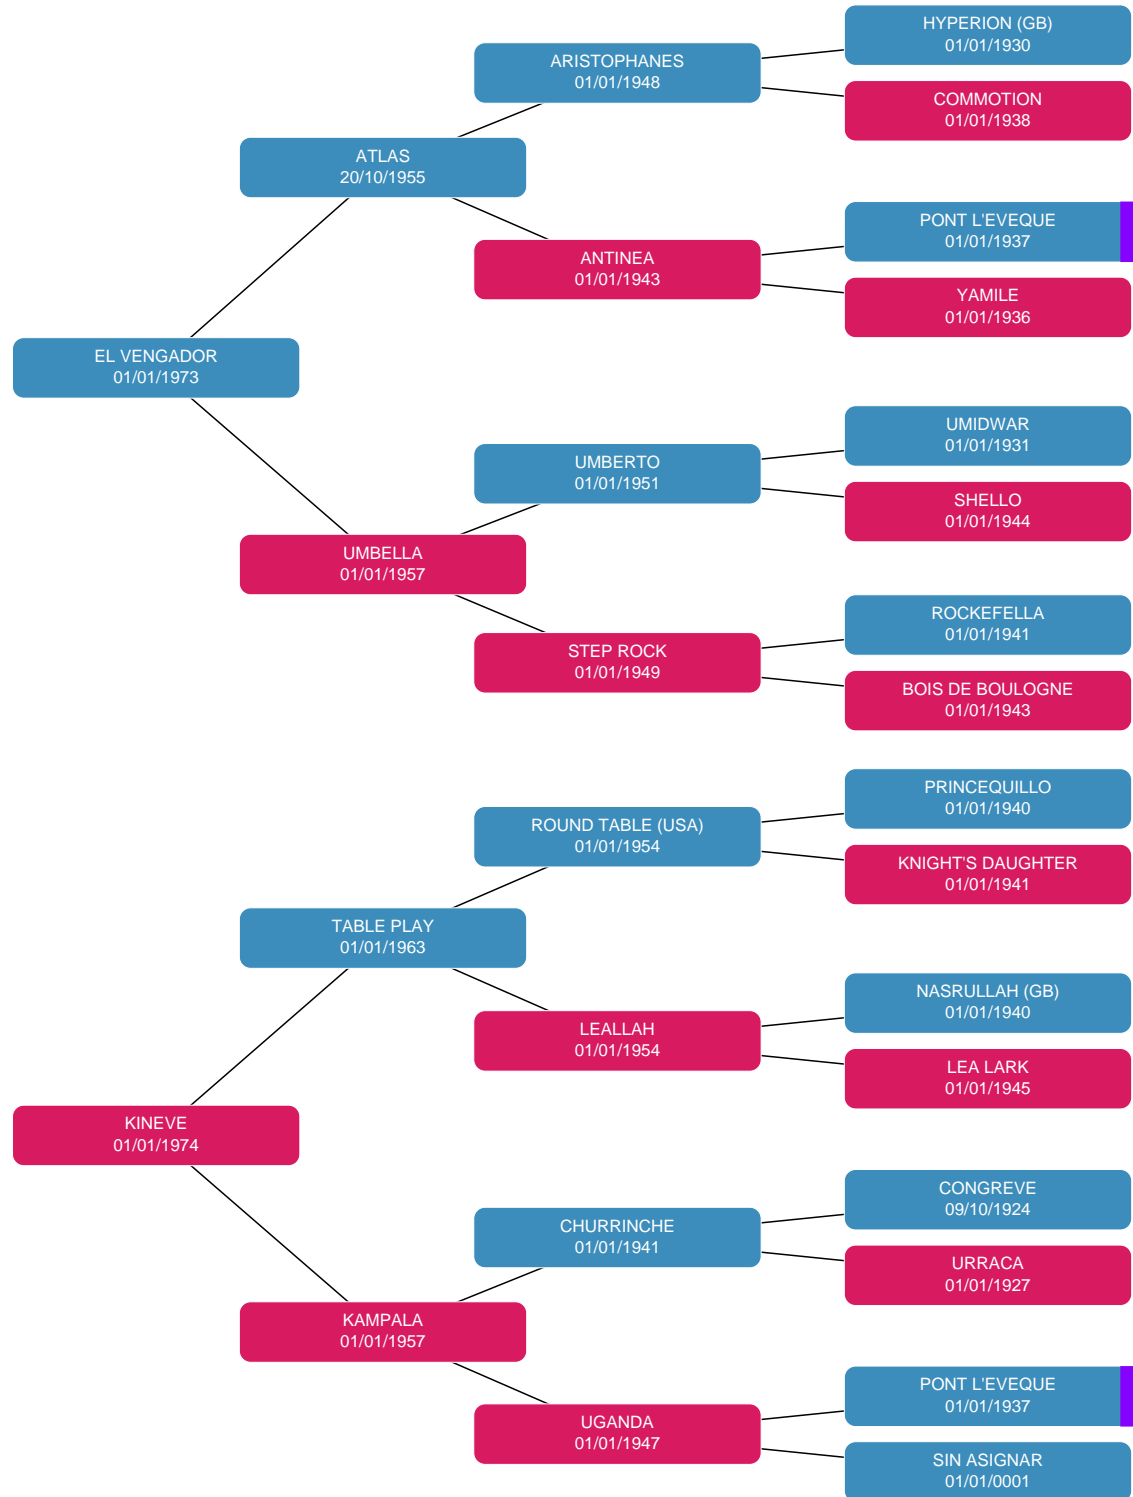 HYPERION (GB)
01/01/1930
ARISTOPHANES
01/01/1948
COMMOTION
01/01/1938
ATLAS
20/10/1955
PONT L'EVEQUE
01/01/1937
ANTINEA
01/01/1943
YAMILE
01/01/1936
EL VENGADOR
01/01/1973
UMIDWAR
01/01/1931
UMBERTO
01/01/1951
SHELLO
01/01/1944
UMBELLA
01/01/1957
ROCKEFELLA
01/01/1941
STEP ROCK
01/01/1949
BOIS DE BOULOGNE
01/01/1943
PRINCEQUILLO
01/01/1940
ROUND TABLE (USA)
01/01/1954
KNIGHT'S DAUGHTER
01/01/1941
TABLE PLAY
01/01/1963
NASRULLAH (GB)
01/01/1940
LEALLAH
01/01/1954
LEA LARK
01/01/1945
KINEVE
01/01/1974
CONGREVE
09/10/1924
CHURRINCHE
01/01/1941
URRACA
01/01/1927
KAMPALA
01/01/1957
PONT L'EVEQUE
01/01/1937
UGANDA
01/01/1947
SIN ASIGNAR
01/01/0001